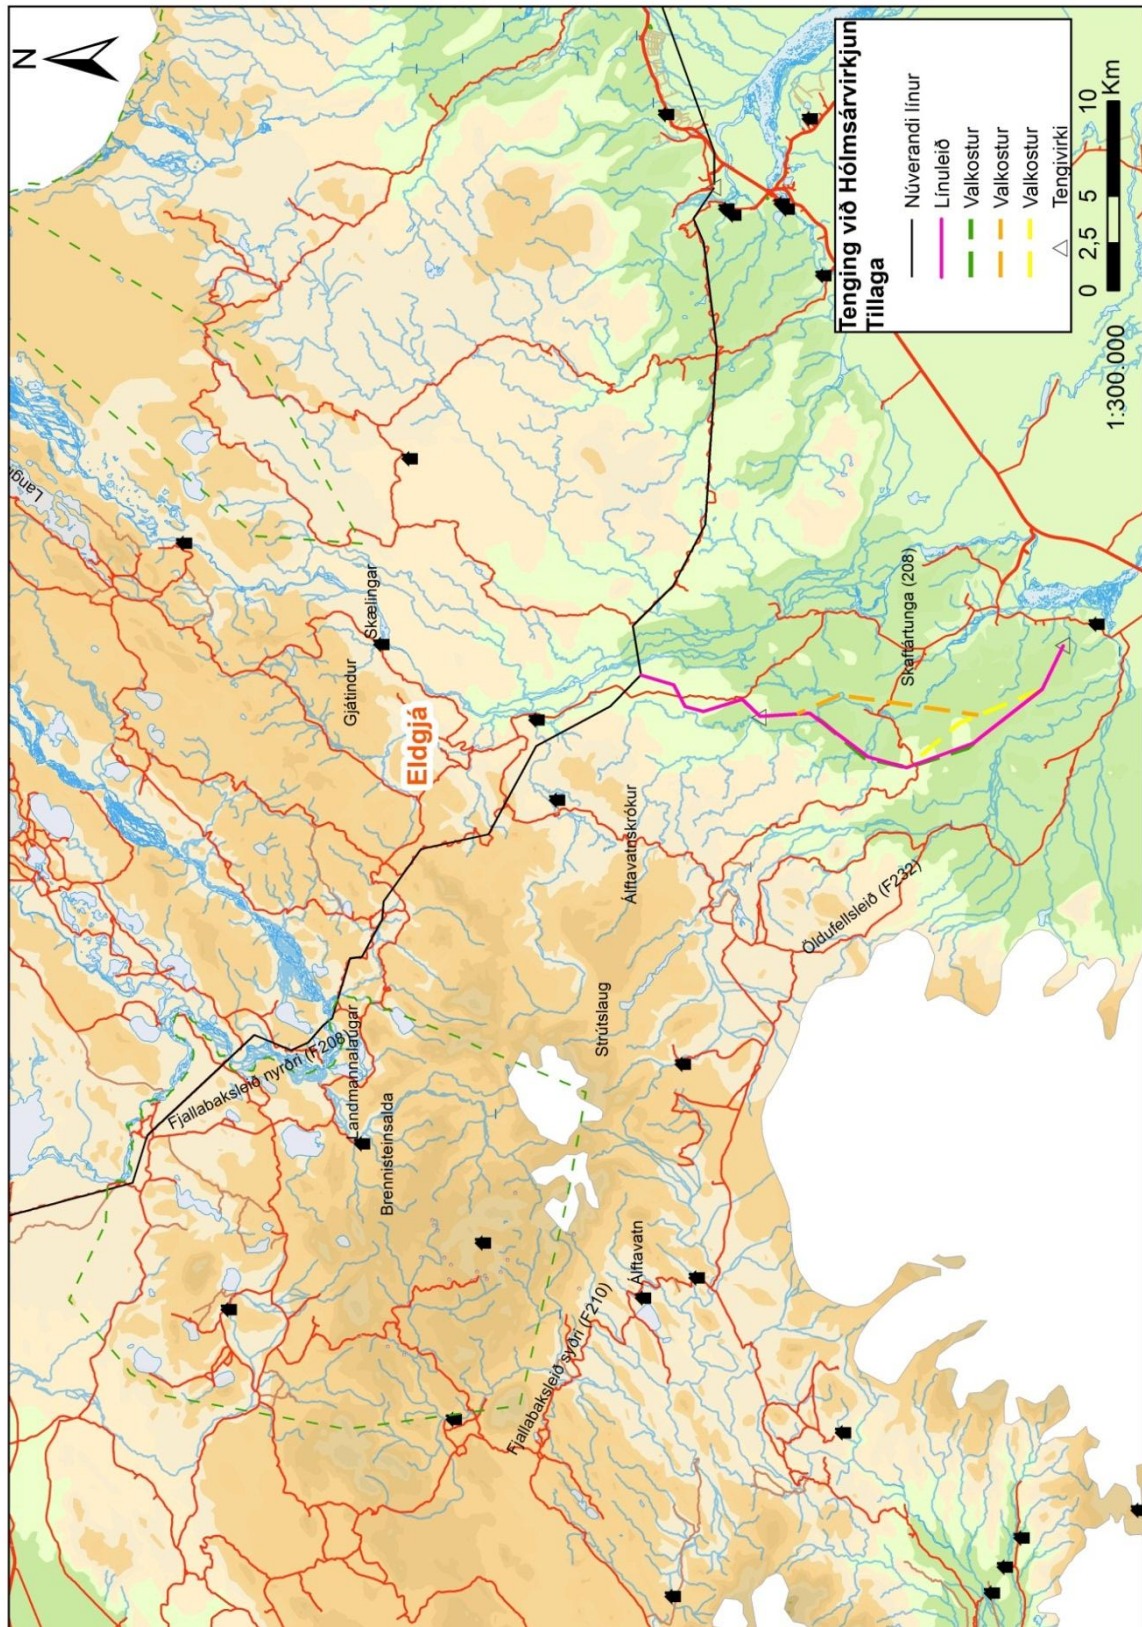 N
Langi
Skælingar
Gjátindur
Eldgjá
Fjallabaksleið nyrðri (F208)
Landmannalaugar
Brennisteinsalda
Álftavatnskrókur
Strútslaug
Skaftártunga (208)
Öldufellsleið (F232)
Álftavatn
Fjallabaksleið syðri (F210)
Tenging við Hólmsárvirkjun
Tillaga
Núverandi línur
Línuleið
Valkostur
Valkostur
Valkostur
Tengivirki
0 2,5 5 10
Km
1:300.000